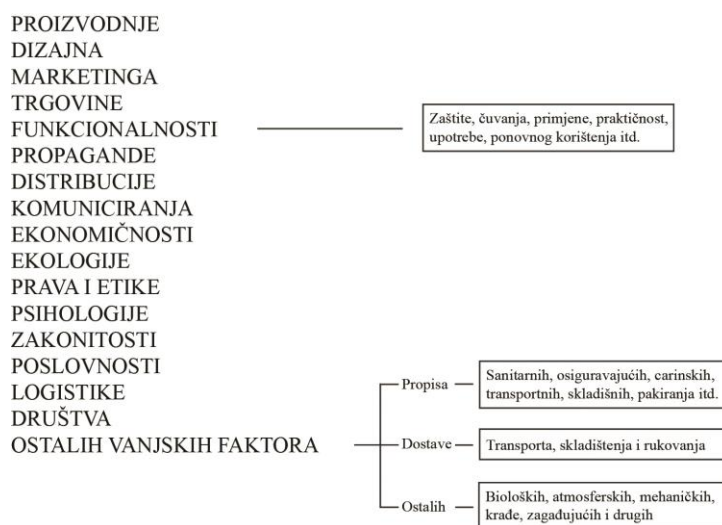 PROIZVODNJE
DIZAJNA
MARKETINGA
TRGOVINE
FUNKCIONALNOSTI
Zaštite, čuvanja, primjene, praktičnost,
upotrebe, ponovnog korištenja itd.
PROPAGANDE
DISTRIBUCIJE
KOMUNICIRANJA
EKONOMIČNOSTI
EKOLOGIJE
PRAVA I ETIKE
PSIHOLOGIJE
ZAKONITOSTI
POSLOVNOSTI
LOGISTIKE
DRUŠTVA
OSTALIH VANJSKIH FAKTORA
Propisa
Sanitarnih, osiguravajućih, carinskih,
transportnih, skladišnih, pakiranja itd.
Dostave
Transporta, skladištenja i rukovanja
Ostalih
Bioloških, atmosferskih, mehaničkih,
krađe, zagađujućih i drugih